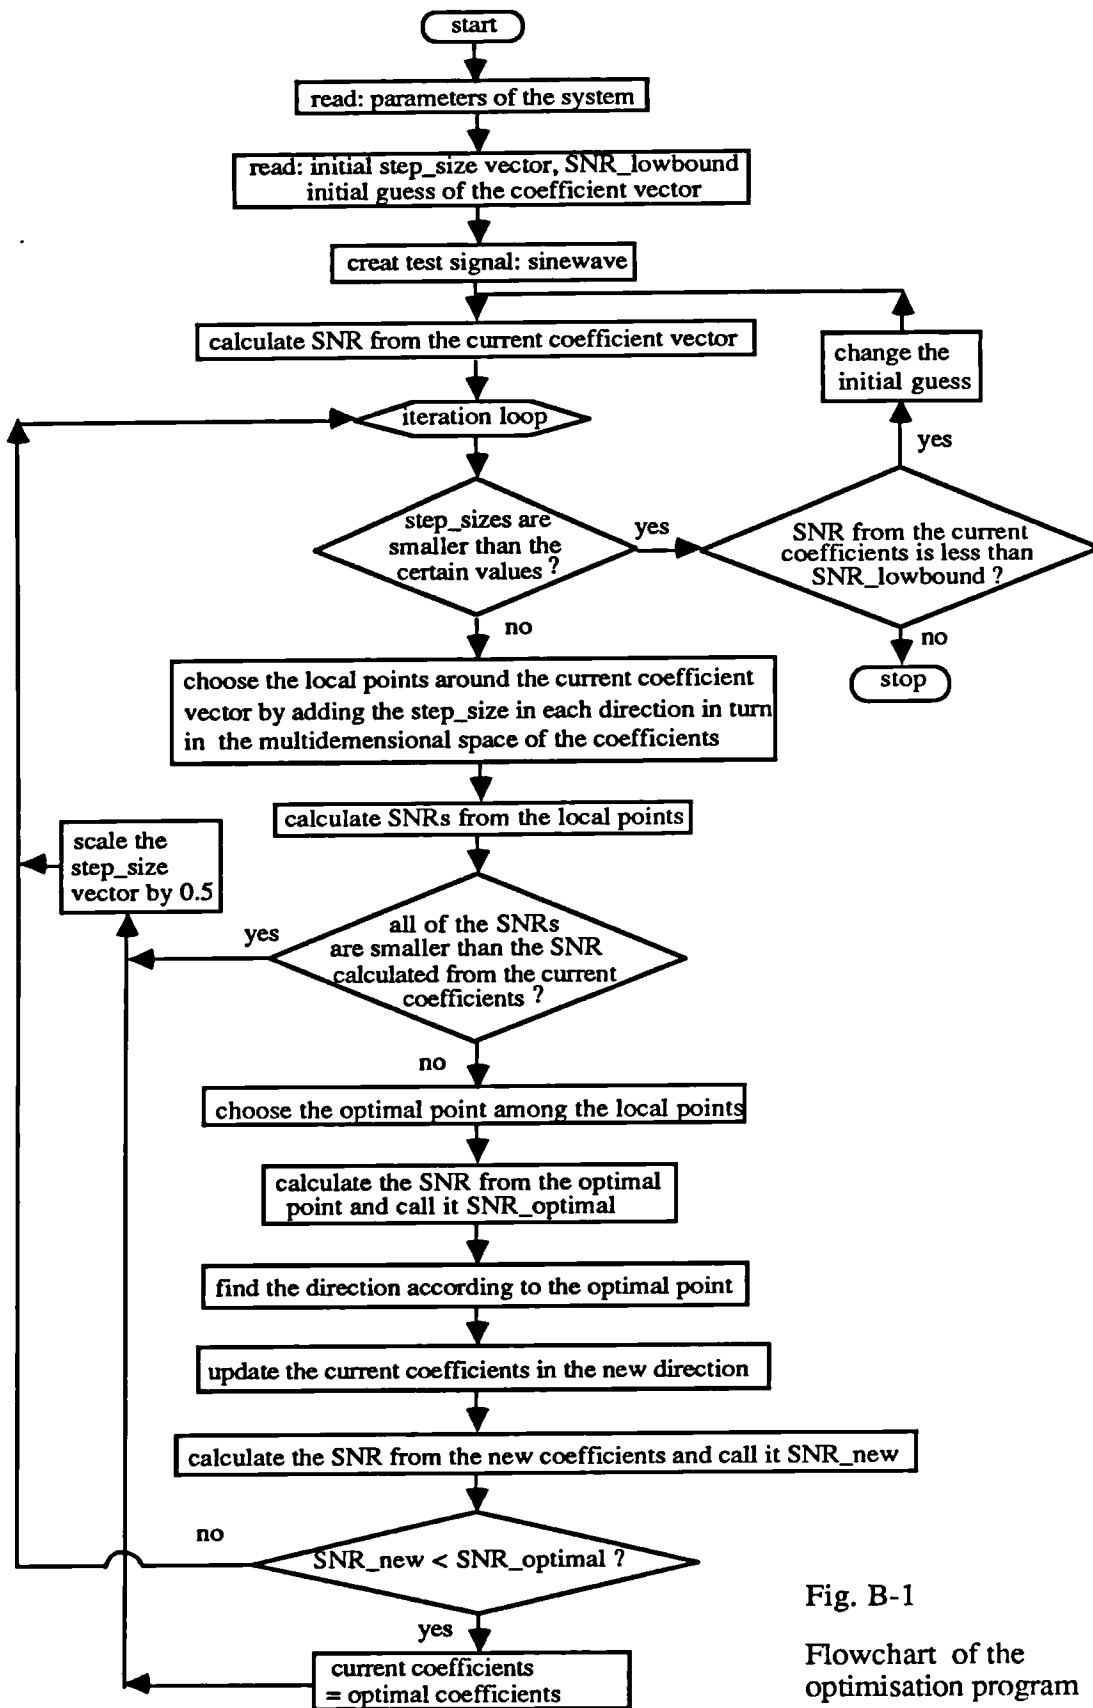 start
read: parameters of the system
read: initial step_size vector, SNR_lowbound
initial guess of the coefficient vector
creat test signal: sinewave
calculate SNR from the current coefficient vector
change the
initial guess
iteration loop
yes
step_sizes are
smaller than the
certain values ?
yes
SNR from the current
coefficients is less than
SNR_lowbound ?
no
no
stop
choose the local points around the current coefficient
vector by adding the step_size in each direction in turn
in the multidemensional space of the coefficients
calculate SNRs from the local points
scale the
step_size
vector by 0.5
yes
all of the SNRs
are smaller than the SNR
calculated from the current
coefficients ?
no
choose the optimal point among the local points
calculate the SNR from the optimal
point and call it SNR_optimal
find the direction according to the optimal point
update the current coefficients in the new direction
calculate the SNR from the new coefficients and call it SNR_new
no
SNR_new < SNR_optimal ?
yes
current coefficients
= optimal coefficients
Fig. B-1
Flowchart of the
optimisation program